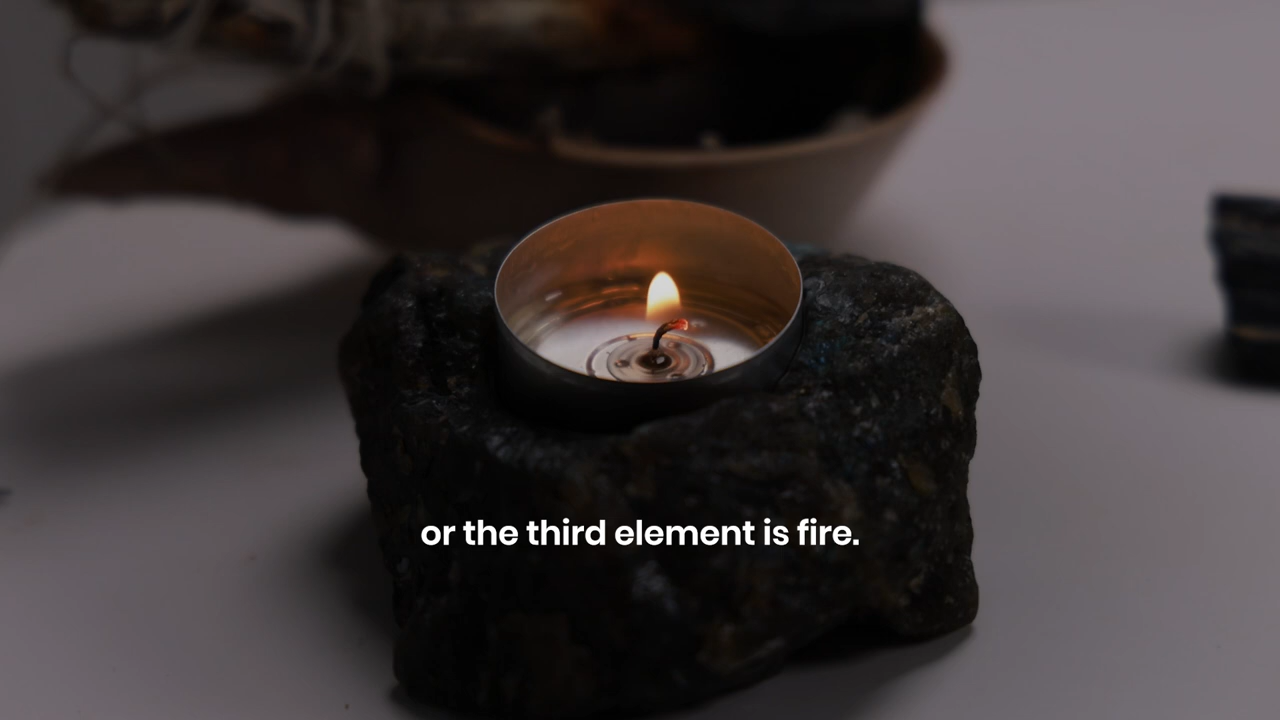 or the third element is fire.